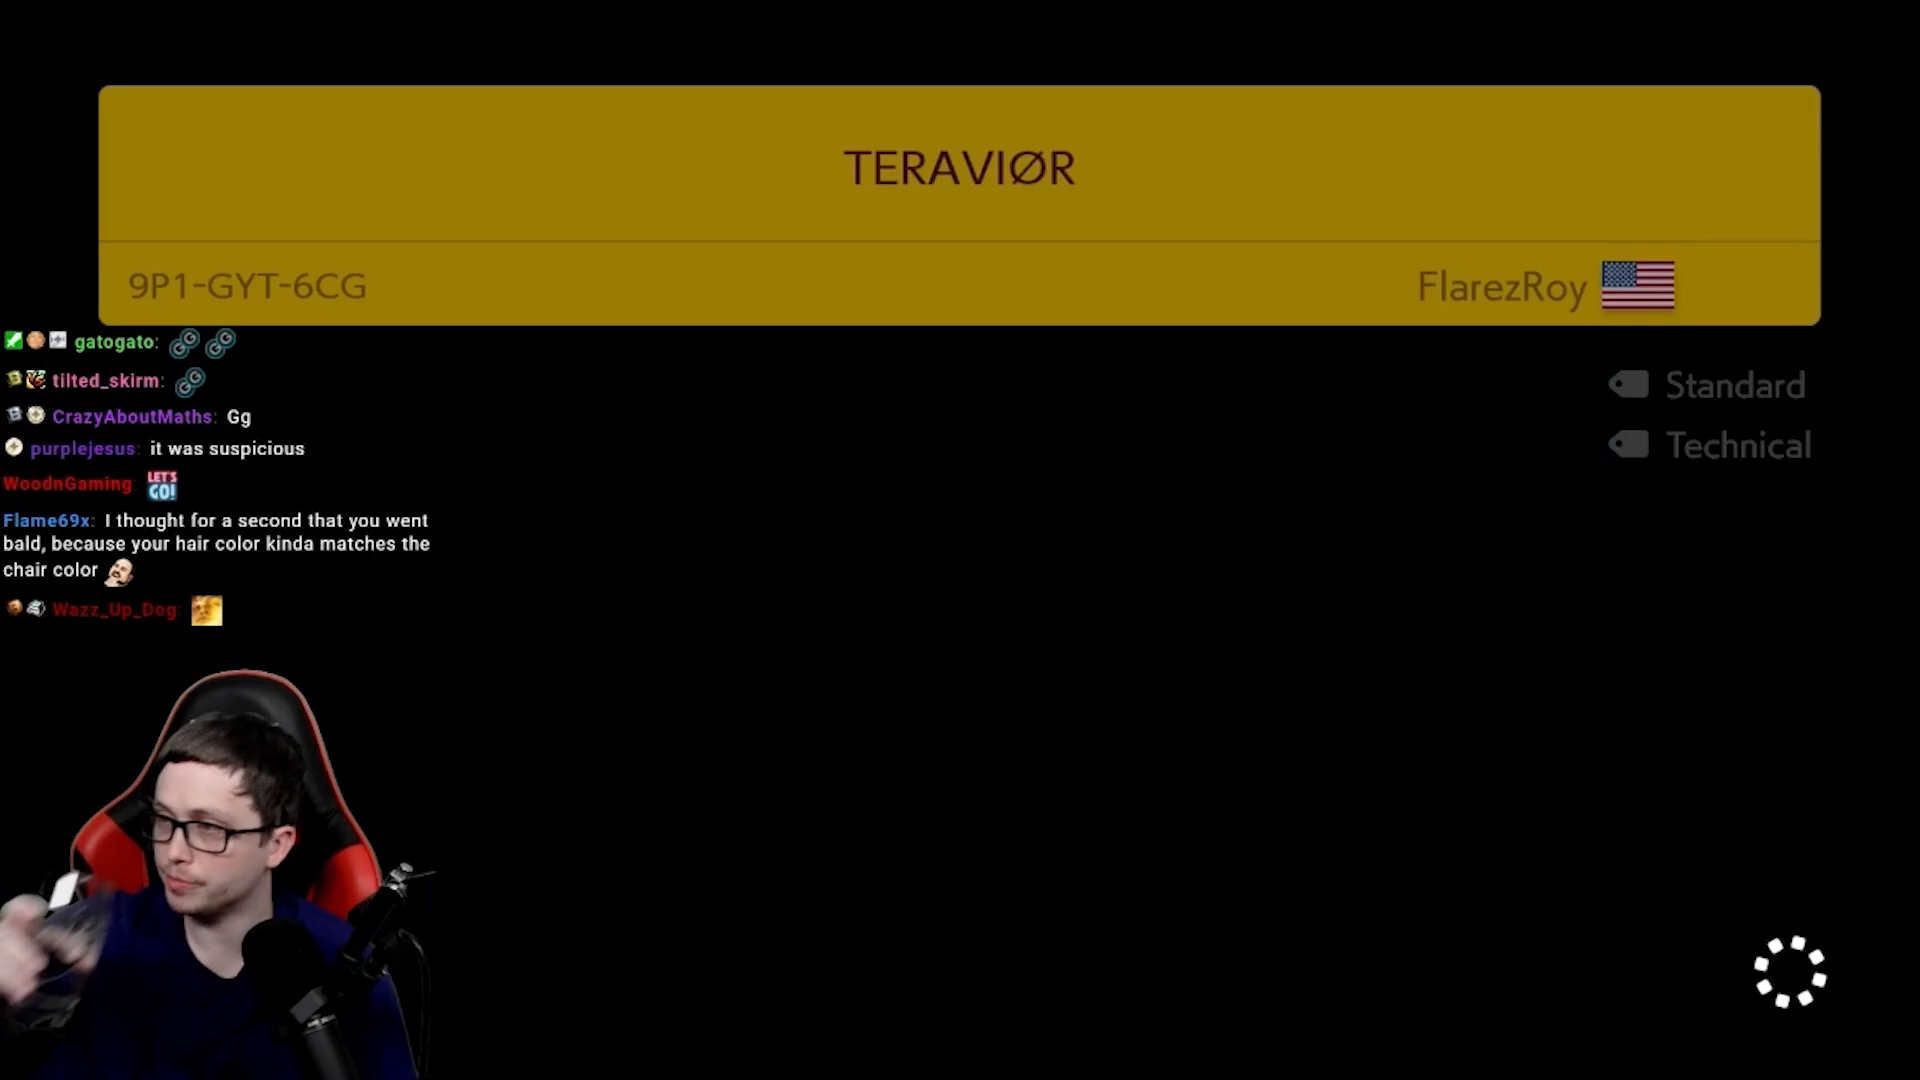 TERAVIØR
9P1-GYT-6CG
FlarezRoy
Standard
Technical
gatogato:
tilted_skirm:
CrazyAboutMaths: Gg
purplejesus: it was suspicious
WoodnGaming: LET'S GO!
Flame69x: I thought for a second that you went
bald, because your hair color kinda matches the
chair color
Wazz_Up_Dog: